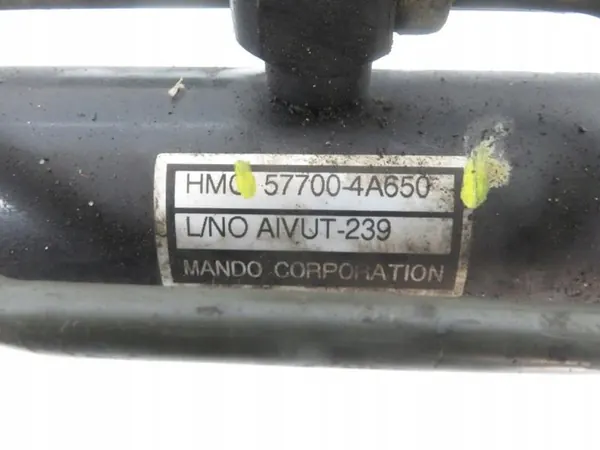 HMC 57700-4A650
L/NO AIVUT-239
MANDO CORPORATION